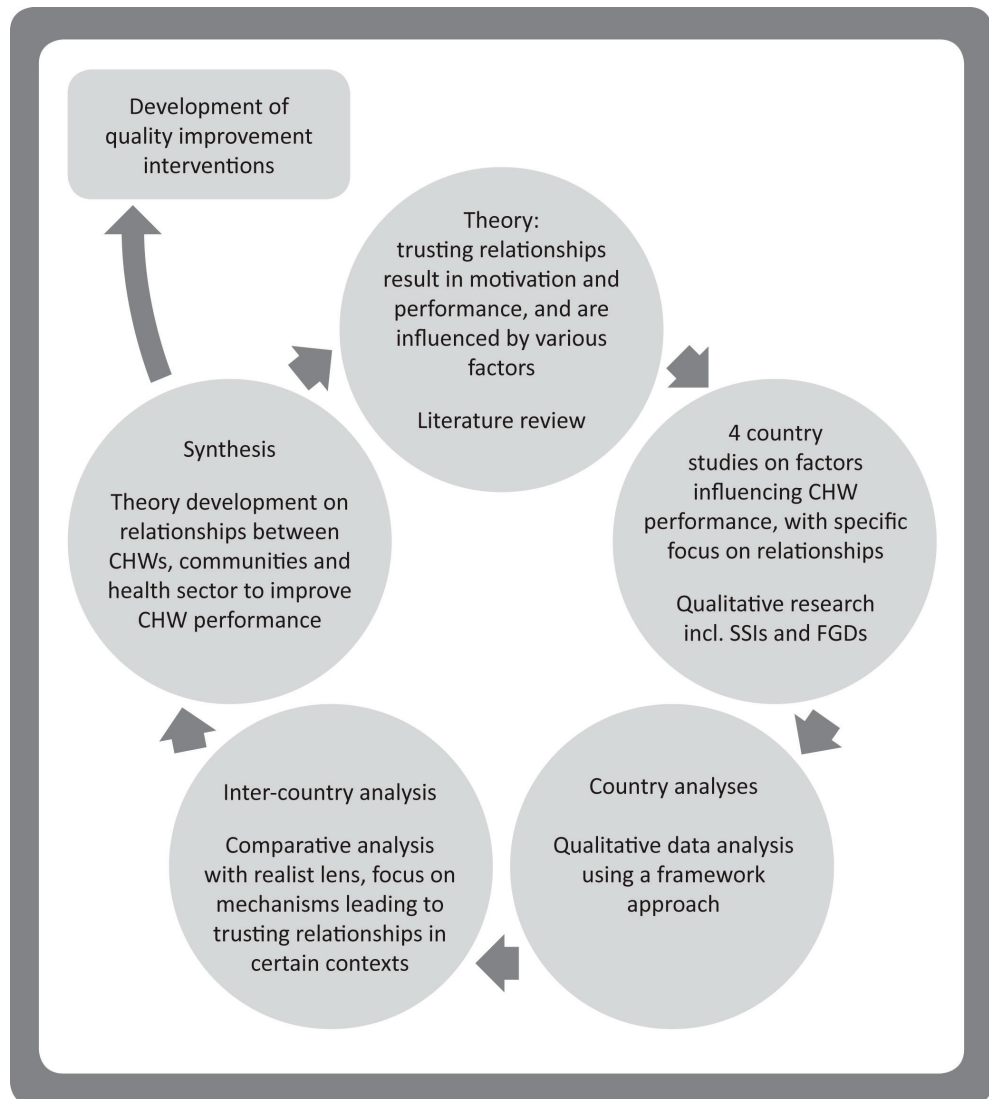 Development of
quality improvement
interventions
Theory:
trusting relationships
result in motivation and
performance, and are
influenced by various
factors
Literature review
4 country
studies on factors
influencing CHW
performance, with specific
focus on relationships
Qualitative research
incl. SSIs and FGDs
Country analyses
Qualitative data analysis
using a framework
approach
Inter-country analysis
Comparative analysis
with realist lens, focus on
mechanisms leading to
trusting relationships in
certain contexts
Synthesis
Theory development on
relationships between
CHWs, communities and
health sector to improve
CHW performance